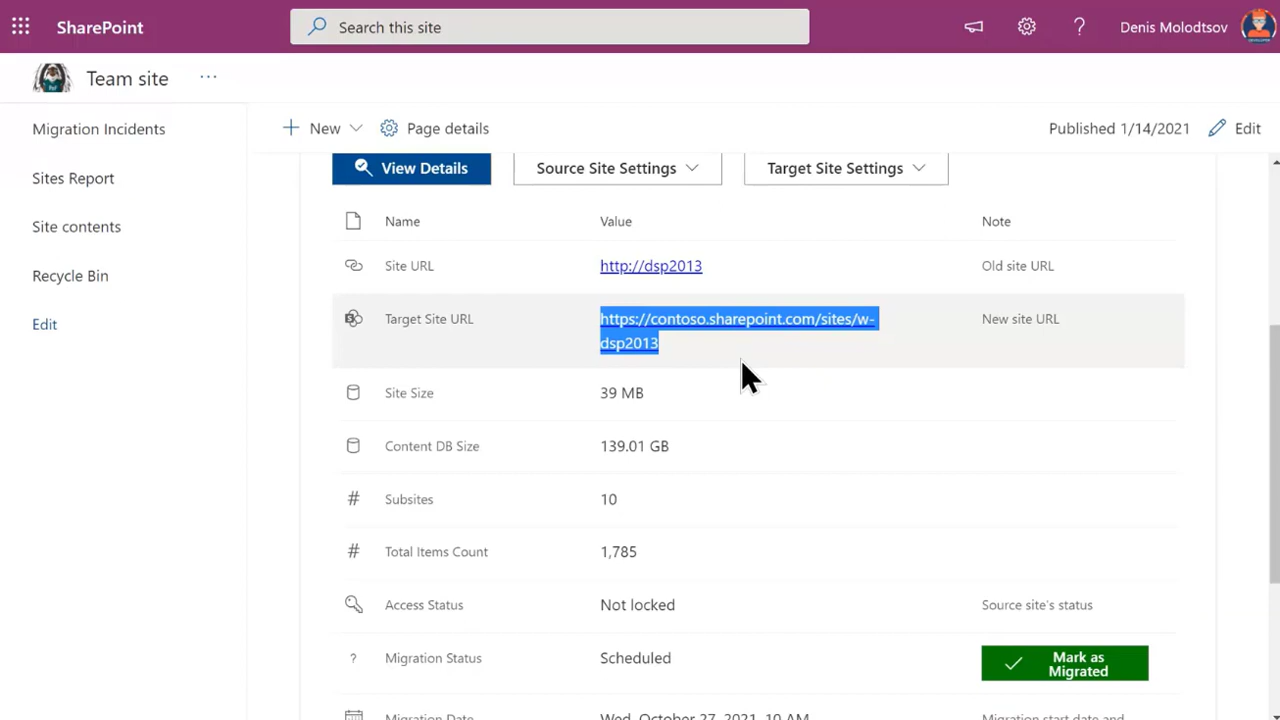 SharePoint
Search this site
Denis Molodtsov
Team site
...
Migration Incidents
New
Page details
Published 1/14/2021
Edit
View Details
Source Site Settings
Target Site Settings
Sites Report
Site contents
Recycle Bin
Edit
Name Value Note
Site URL http://dsp2013 Old site URL
Target Site URL https://contoso.sharepoint.com/sites/w- New site URL
dsp2013
Site Size 39 MB
Content DB Size 139.01 GB
# Subsites 10
# Total Items Count 1,785
Access Status Not locked Source site's status
? Migration Status Scheduled Mark as
Migrated
Migration Date Wed, October 27, 2021, 10 AM Migration start date and